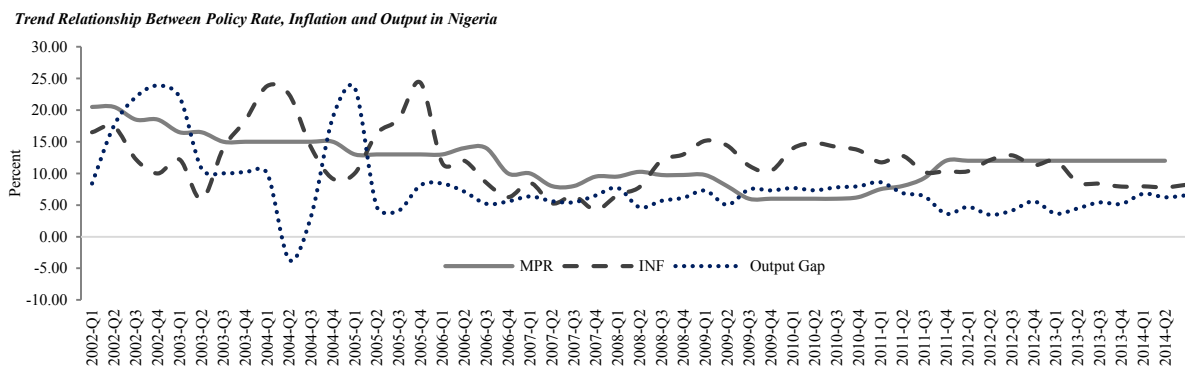 Trend Relationship Between Policy Rate, Inflation and Output in Nigeria
30.00
25.00
20.00
15.00
10.00
5.00
0.00
-5.00
-10.00
Percent
MPR INF Output Gap
2002-Q1
2002-Q2
2002-Q3
2002-Q4
2003-Q1
2003-Q2
2003-Q3
2003-Q4
2004-Q1
2004-Q2
2004-Q3
2004-Q4
2005-Q1
2005-Q2
2005-Q3
2005-Q4
2006-Q1
2006-Q2
2006-Q3
2006-Q4
2007-Q1
2007-Q2
2007-Q3
2007-Q4
2008-Q1
2008-Q2
2008-Q3
2008-Q4
2009-Q1
2009-Q2
2009-Q3
2009-Q4
2010-Q1
2010-Q2
2010-Q3
2010-Q4
2011-Q1
2011-Q2
2011-Q3
2011-Q4
2012-Q1
2012-Q2
2012-Q3
2012-Q4
2013-Q1
2013-Q2
2013-Q3
2013-Q4
2014-Q1
2014-Q2